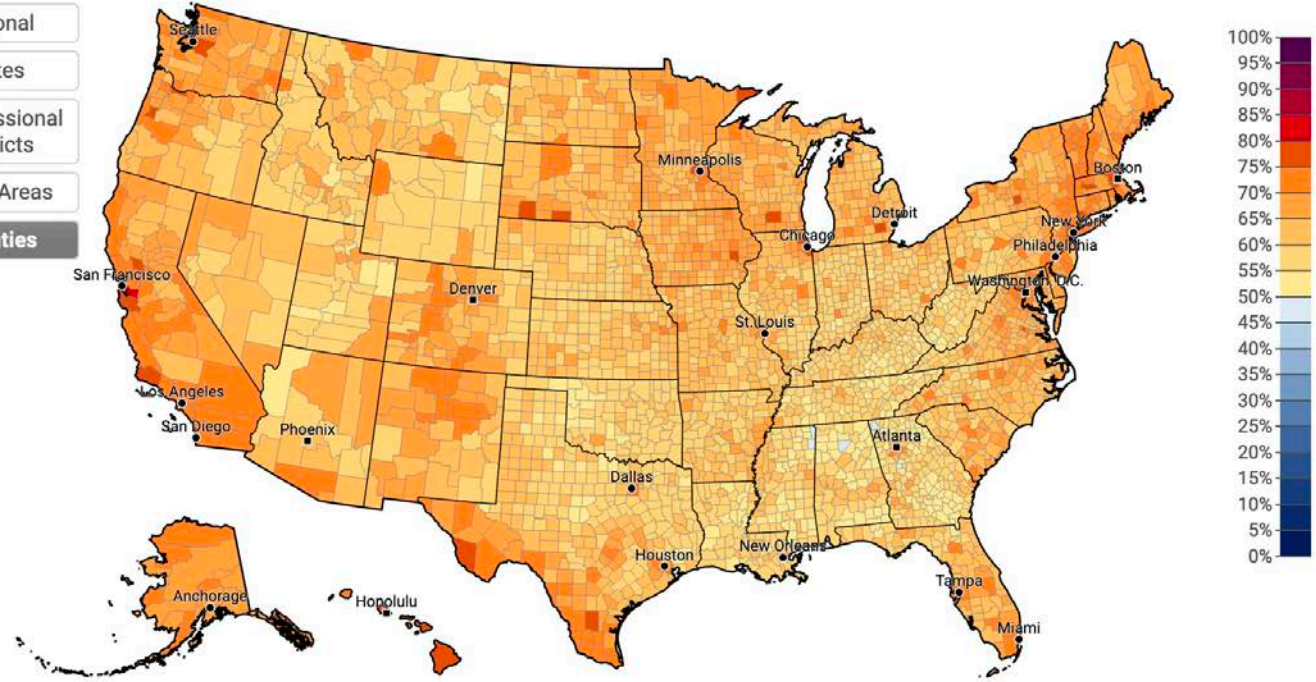 onal
tes
ssional
icts
Areas
ties
Seattle
Minneapolis
Boston
Detroit
New York
Chicago
Philadelphia
San Francisco
Denver
Washington, D.C.
St. Louis
Los Angeles
San Diego
Phoenix
Atlanta
Dallas
Houston
New Orleans
Tampa
Anchorage
Honolulu
Miami
100%
95%
90%
85%
80%
75%
70%
65%
60%
55%
50%
45%
40%
35%
30%
25%
20%
15%
10%
5%
0%